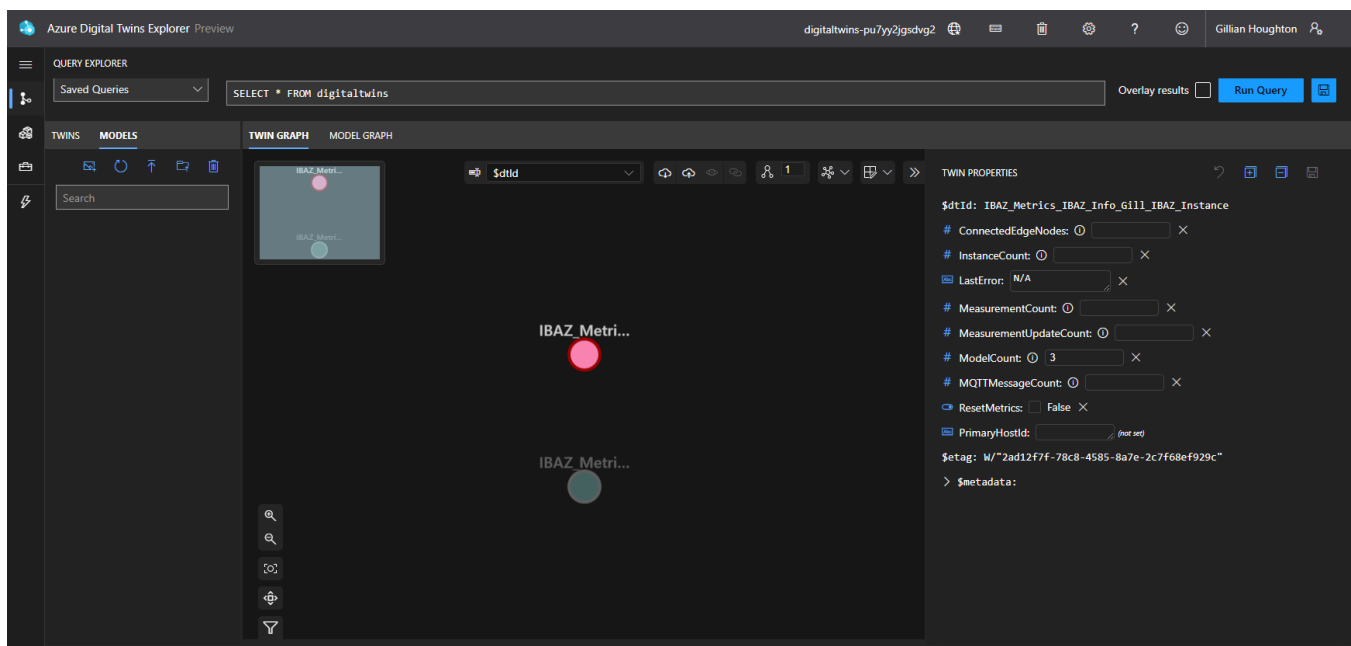 Azure Digital Twins Explorer Preview
digitaltwins-pu7yy2jgsdvg2
?
Gillian Houghton
QUERY EXPLORER
Saved Queries
SELECT * FROM digitaltwins
Overlay results
Run Query
TWINS MODELS
TWIN GRAPH MODEL GRAPH
Search
IBAZ_Metri...
IBAZ_Metri...
$dtId
1
IBAZ_Metri...
IBAZ_Metri...
TWIN PROPERTIES
$dtId: IBAZ_Metrics_IBAZ_Info_Gill_IBAZ_Instance
# ConnectedEdgeNodes:
# InstanceCount:
LastError: N/A
# MeasurementCount:
# MeasurementUpdateCount:
# ModelCount: 3
# MQTTMessageCount:
ResetMetrics: False
PrimaryHostId: (not set)
$etag: W/"2ad12f7f-78c8-4585-8a7e-2c7f68ef929c"
$metadata: